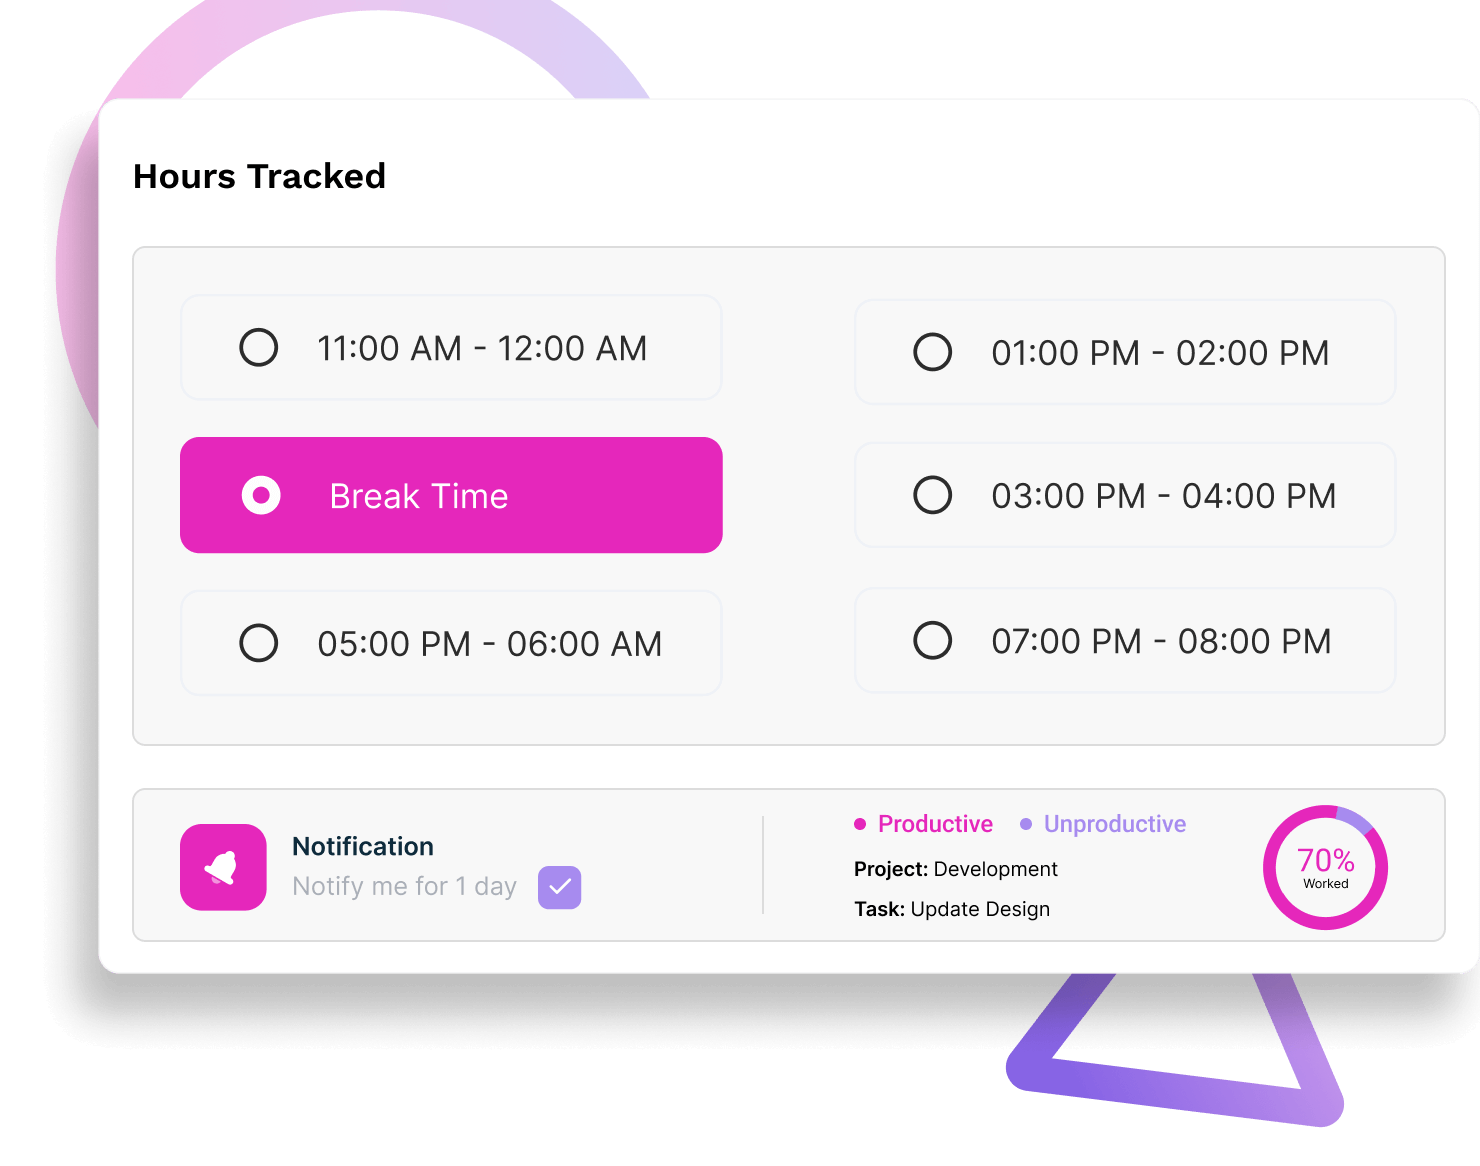 Hours Tracked
11:00 AM - 12:00 AM
01:00 PM - 02:00 PM
Break Time
03:00 PM - 04:00 PM
05:00 PM - 06:00 AM
07:00 PM - 08:00 PM
Notification
Notify me for 1 day
Productive Unproductive
Project: Development
Task: Update Design
70%
Worked